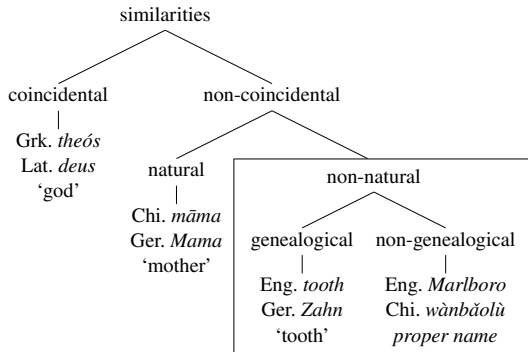 similarities
coincidental
non-coincidental
Grk. theós
Lat. deus
‘god’
natural
non-natural
Chi. māma
Ger. Mama
‘mother’
genealogical
non-genealogical
Eng. tooth
Ger. Zahn
‘tooth’
Eng. Marlboro
Chi. wànbǎolù
proper name